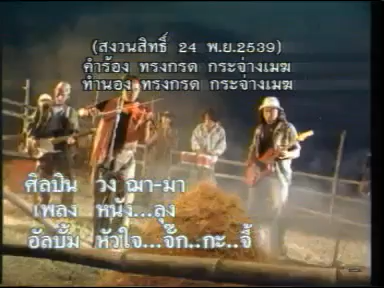 (สงวนสิทธิ์ 24 พ.ย.2539)
คำร้อง ทรงกรด กระจ่างเมฆ
ทำนอง ทรงกรด กระจ่างเมฆ
ศิลปิน วง ฌา-มา
เพลง หนัง...ลุง
อัลบั้ม หัวใจ...จั๊ก..กะ..จี้